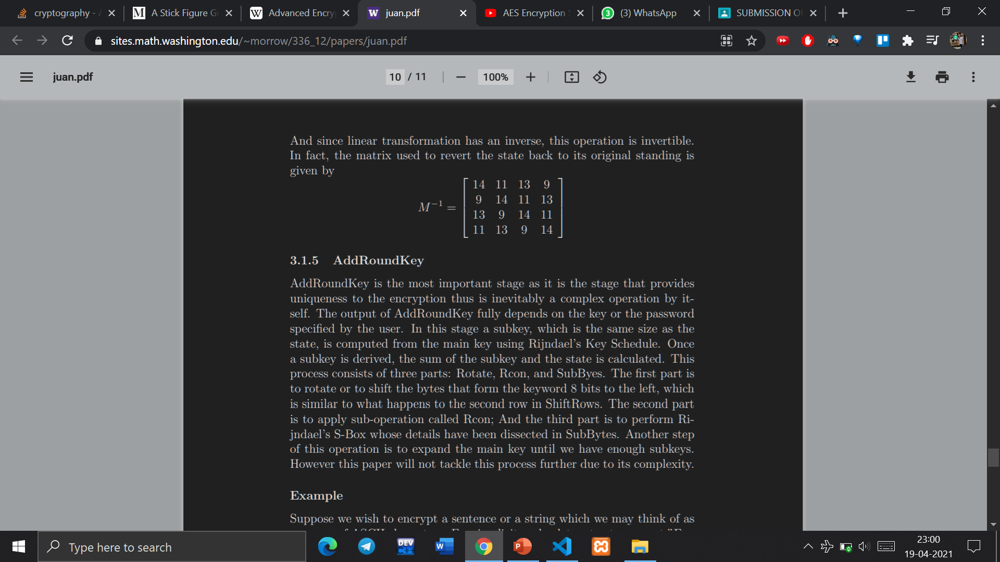 cryptography -
A Stick Figure G
Advanced Encry
juan.pdf
AES Encryption
(3) WhatsApp
SUBMISSION O
sites.math.washington.edu/~morrow/336_12/papers/juan.pdf
juan.pdf
10 / 11
100%
And since linear transformation has an inverse, this operation is invertible.
In fact, the matrix used to revert the state back to its original standing is
given by
M−1 =
14 11 13 9
9 14 11 13
13 9 14 11
11 13 9 14
3.1.5 AddRoundKey
AddRoundKey is the most important stage as it is the stage that provides
uniqueness to the encryption thus is inevitably a complex operation by it-
self. The output of AddRoundKey fully depends on the key or the password
specified by the user. In this stage a subkey, which is the same size as the
state, is computed from the main key using Rijndael's Key Schedule. Once
a subkey is derived, the sum of the subkey and the state is calculated. This
process consists of three parts: Rotate, Rcon, and SubByes. The first part is
to rotate or to shift the bytes that form the keyword 8 bits to the left, which
is similar to what happens to the second row in ShiftRows. The second part
is to apply sub-operation called Rcon; And the third part is to perform Ri-
jndael's S-Box whose details have been dissected in SubBytes. Another step
of this operation is to expand the main key until we have enough subkeys.
However this paper will not tackle this process further due to its complexity.
Example
Suppose we wish to encrypt a sentence or a string which we may think of as
Type here to search
DEV
C++
23:00
19-04-2021